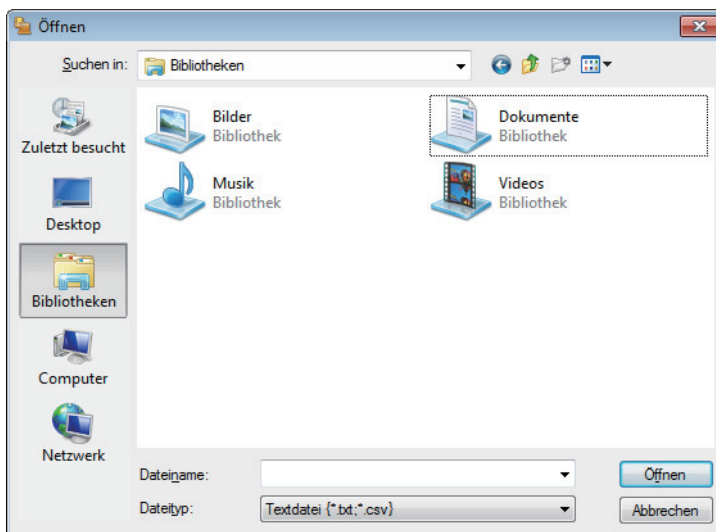 Öffnen
Suchen in: Bibliotheken
Zuletzt besucht
Desktop
Bibliotheken
Computer
Netzwerk
Bilder
Bibliothek
Dokumente
Bibliothek
Musik
Bibliothek
Videos
Bibliothek
Dateiname: Öffnen
Dateityp: Textdatei {*.txt;*.csv} Abbrechen